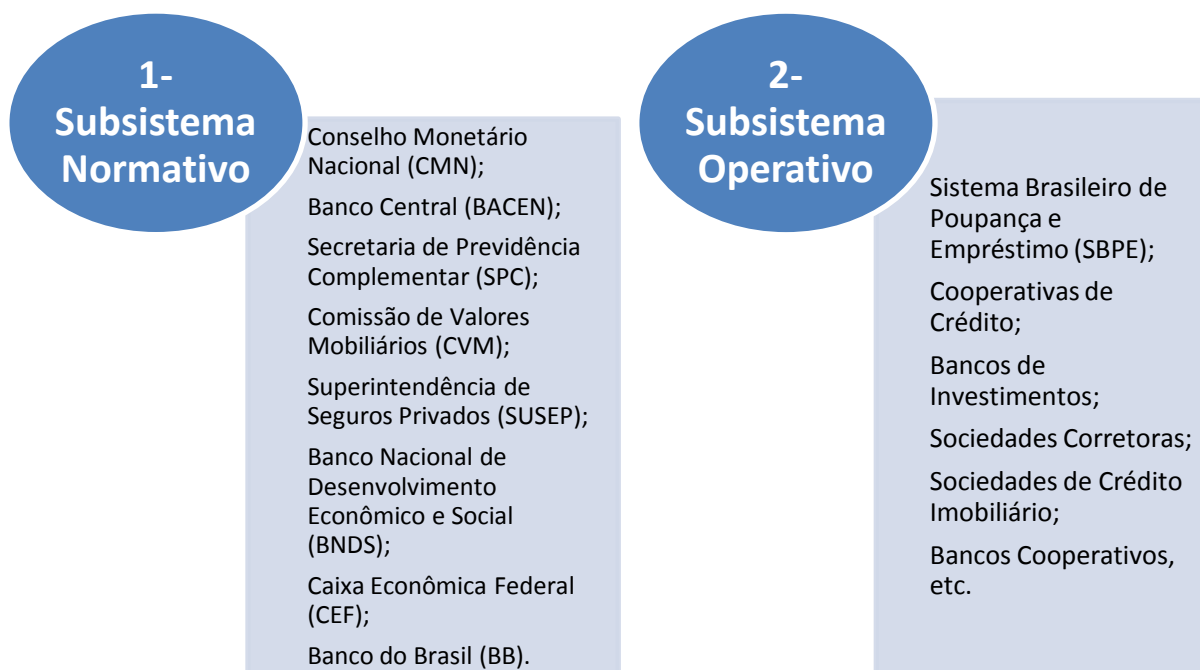 1-
Subsistema
Normativo
Conselho Monetário
Nacional (CMN);
Banco Central (BACEN);
Secretaria de Previdência
Complementar (SPC);
Comissão de Valores
Mobiliários (CVM);
Superintendência de
Seguros Privados (SUSEP);
Banco Nacional de
Desenvolvimento
Econômico e Social
(BNDS);
Caixa Econômica Federal
(CEF);
Banco do Brasil (BB).
2-
Subsistema
Operativo
Sistema Brasileiro de
Poupança e
Empréstimo (SBPE);
Cooperativas de
Crédito;
Bancos de
Investimentos;
Sociedades Corretoras;
Sociedades de Crédito
Imobiliário;
Bancos Cooperativos,
etc.